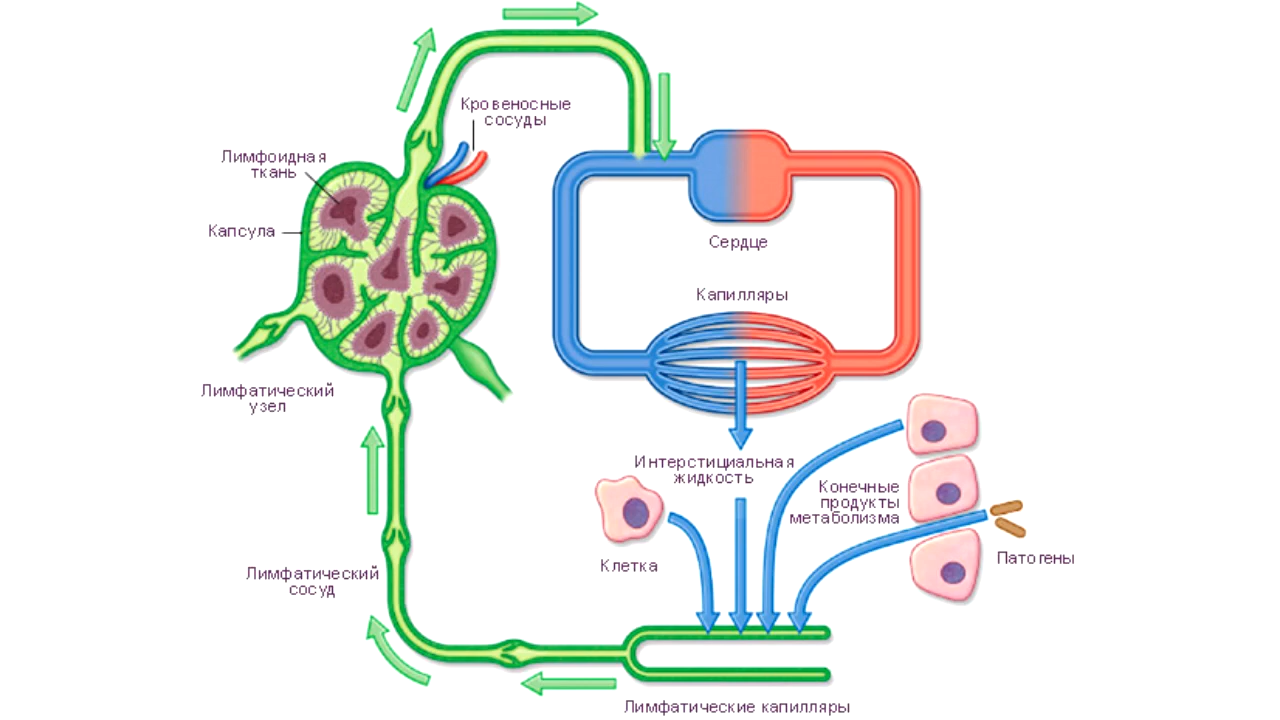 Кровеносные
сосуды
Лимфоидная
ткань
Капсула
Сердце
Капилляры
Лимфатический
узел
Интерстициальная
жидкость
Конечные
продукты
метаболизма
Клетка
Патогены
Лимфатический
сосуд
Лимфатические капилляры